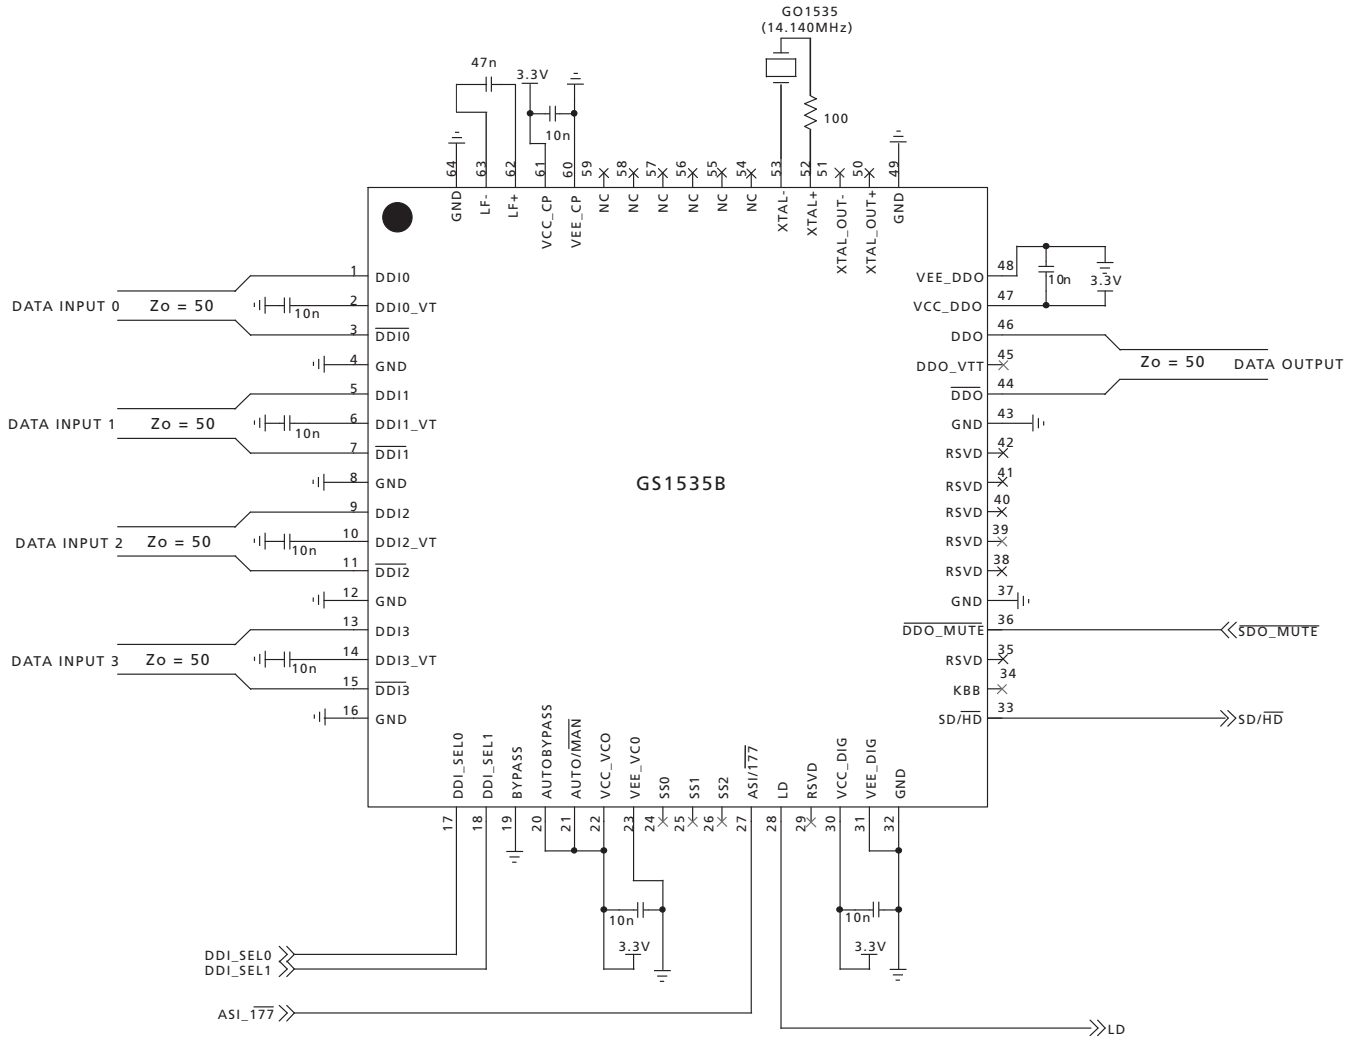 GO1535
(14.140MHz)
47n
3.3V
10n
100
64
63
62
61
60
59
58
57
56
55
54
53
52
51
50
49
GND
LF-
LF+
VCC_CP
VEE_CP
NC
NC
NC
NC
NC
NC
XTAL-
XTAL+
XTAL_OUT-
XTAL_OUT+
GND
DATA INPUT 0
Zo = 50
1
DDI0
2
DDI0_VT
10n
3
DDI0
4
GND
DATA INPUT 1
Zo = 50
5
DDI1
6
DDI1_VT
10n
7
DDI1
8
GND
DATA INPUT 2
Zo = 50
9
DDI2
10
DDI2_VT
10n
11
DDI2
12
GND
DATA INPUT 3
Zo = 50
13
DDI3
14
DDI3_VT
10n
15
DDI3
16
GND
GS1535B
VEE_DDO
48
10n
3.3V
VCC_DDO
47
DDO
46
DDO_VTT
45
Zo = 50
DATA OUTPUT
DDO
44
GND
43
RSVD
42
RSVD
41
RSVD
40
RSVD
39
RSVD
38
GND
37
DDO_MUTE
36
SDO_MUTE
RSVD
35
KBB
34
SD/HD
33
SD/HD
DDI_SEL0
DDI_SEL1
BYPASS
AUTOBYPASS
AUTO/MAN
VCC_VCO
VEE_VC0
SS0
SS1
SS2
ASI/177
LD
RSVD
VCC_DIG
VEE_DIG
GND
17
18
19
20
21
22
23
24
25
26
27
28
29
30
31
32
10n
3.3V
10n
3.3V
DDI_SEL0
DDI_SEL1
ASI_177
LD